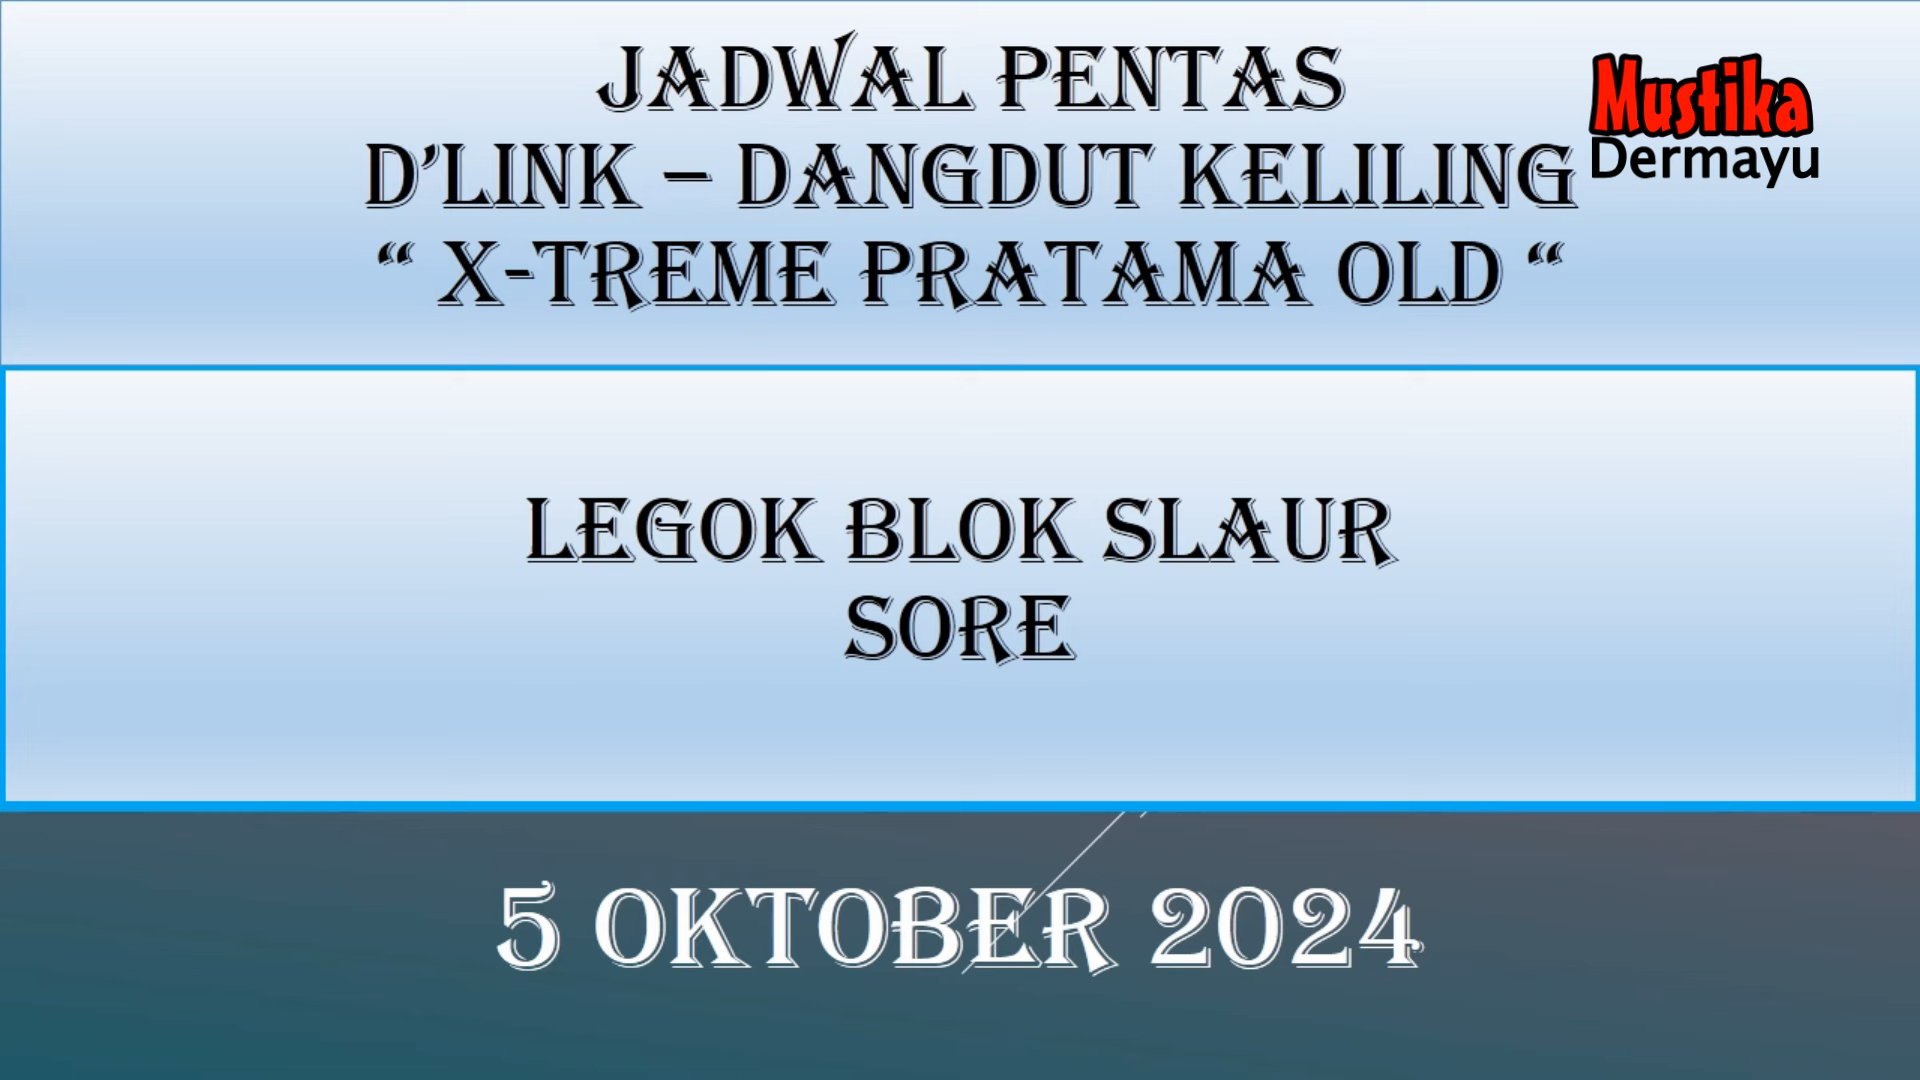 JADWAL PENTAS
D'LINK – DANGDUT KELILING
“ X-TREME PRATAMA OLD “
Mustika
Dermayu
LEGOK BLOK SLAUR
SORE
5 OKTOBER 2024